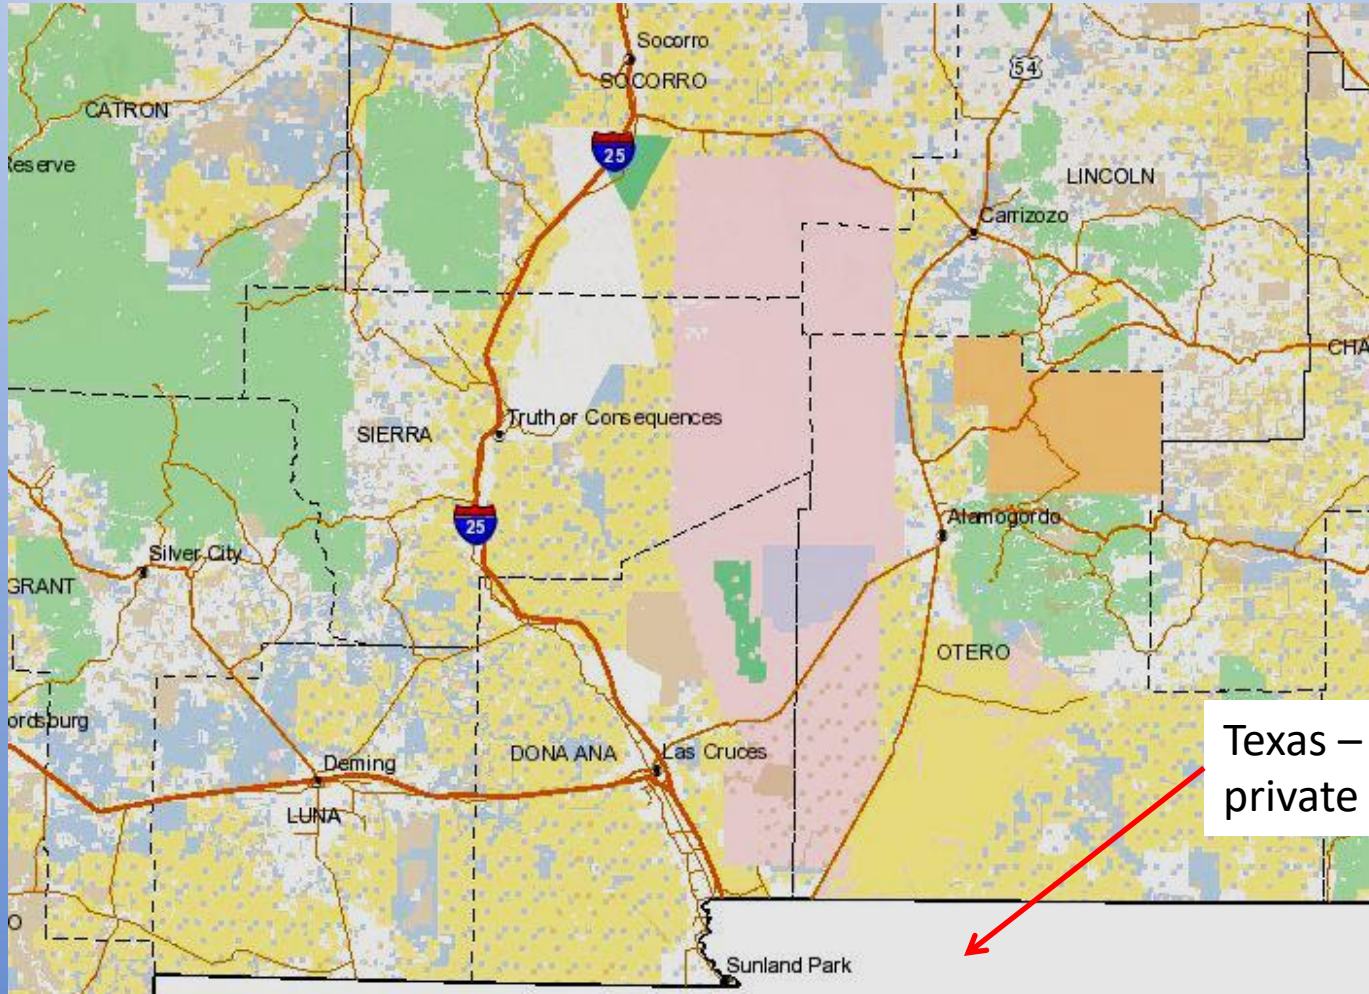 Socorro
SOCORRO
54
CATRON
25
Reserve
LINCOLN
Carrizozo
CHA
Truth or Consequences
SIERRA
25
Alamogordo
Silver City
GRANT
OTERO
ordsburg
Texas –
private
DONA ANA
Las Cruces
Deming
LUNA
O
Sunland Park